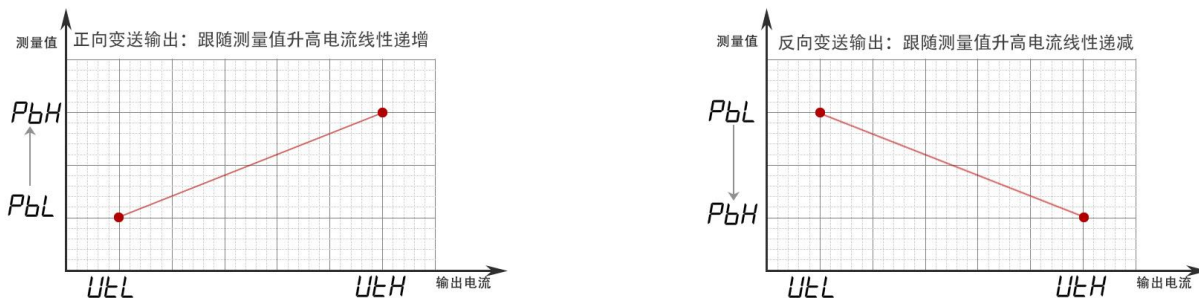 正向变送输出：跟随测量值升高电流线性递增
测量值
PbH
PbL
UtL
UtH
输出电流
反向变送输出：跟随测量值升高电流线性递减
测量值
PbL
PbH
UtL
UtH
输出电流